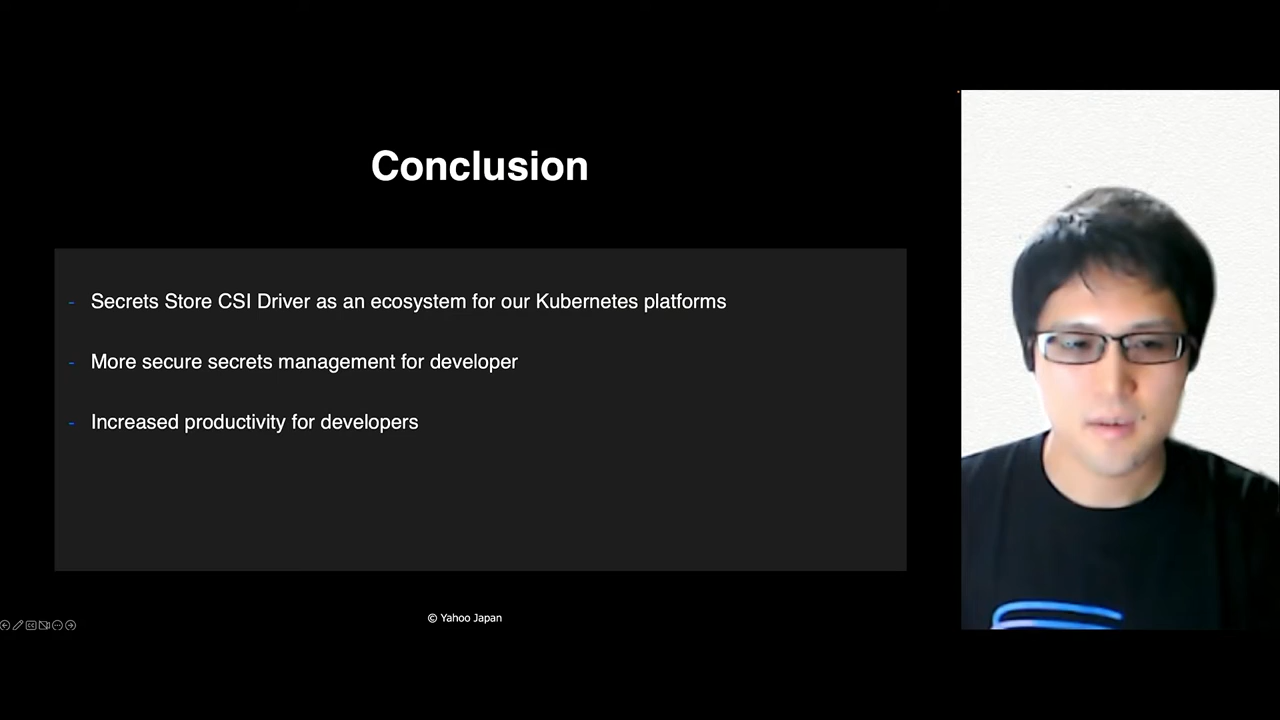 Conclusion
- Secrets Store CSI Driver as an ecosystem for our Kubernetes platforms
- More secure secrets management for developer
- Increased productivity for developers
© Yahoo Japan